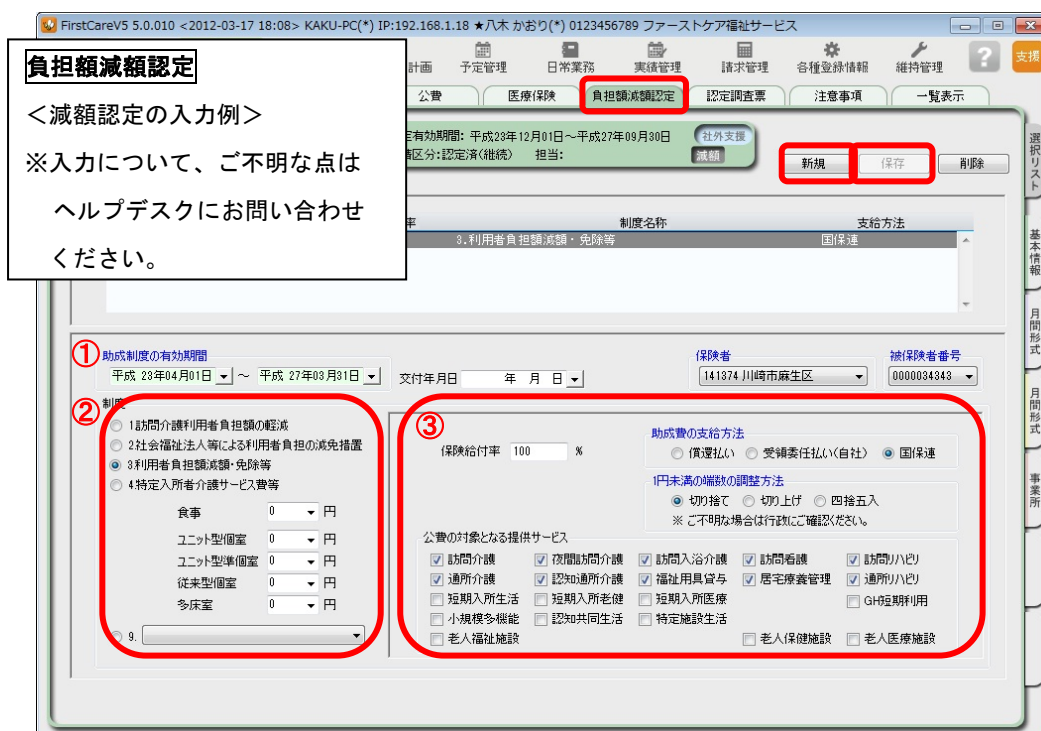 FirstCareV5 5.0.010 <2012-03-17 18:08> KAKU-PC(*) IP:192.168.1.18 ★八木 かおり(*) 0123456789 ファーストケア福祉サービス
負担額減額認定
＜減額認定の入力例＞
※入力について、ご不明な点は
ヘルプデスクにお問い合わせ
ください。
計画 予定管理 日常業務 実績管理 請求管理 各種登録情報 維持管理 ? 支援
公費 医療保険 負担額減額認定 認定調査票 注意事項 一覧表示
定有効期間: 平成23年12月01日～平成27年09月30日 社外支援
請区分:認定済(継続) 担当: 減額
新規 保存 削除
率 制度名称 支給方法
3.利用者負担額減額・免除等 国保連
選択リスト
基本情報
月間形式
月間形式
事業所
①
助成制度の有効期間 保険者 被保険者番号
平成 23年04月01日 ～ 平成 27年03月31日 交付年月日 年 月 日 141374 川崎市麻生区 0000034343
②
制度
1訪問介護利用者負担額の軽減
2社会福祉法人等による利用者負担の減免措置
3利用者負担額減額・免除等
4.特定入所者介護サービス費等
食事 0 円
ユニット型個室 0 円
ユニット型準個室 0 円
従来型個室 0 円
多床室 0 円
9.
③
保険給付率 100 %
助成費の支給方法
償還払い 受領委任払い(自社) 国保連
1円未満の端数の調整方法
切り捨て 切り上げ 四捨五入
※ ご不明な場合は行政にご確認ください。
公費の対象となる提供サービス
訪問介護 夜間訪問介護 訪問入浴介護 訪問看護 訪問リハビリ
通所介護 認知通所介護 福祉用具貸与 居宅療養管理 通所リハビリ
短期入所生活 短期入所老健 短期入所医療 GH短期利用
小規模多機能 認知共同生活 特定施設生活
老人福祉施設 老人保健施設 老人医療施設